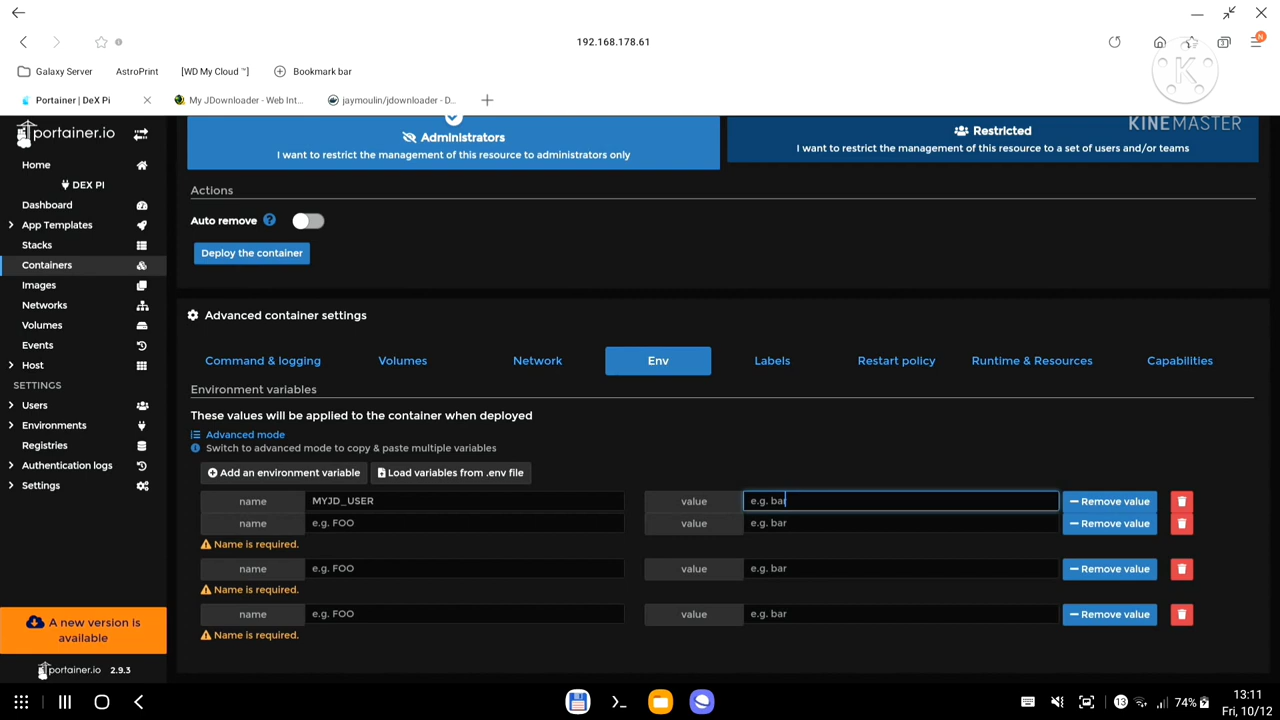 192.168.178.61
Galaxy Server
AstroPrint
[WD My Cloud ™]
Bookmark bar
N
3
K
Portainer | DeX Pi
My JDownloader - Web Int...
jaymoulin/jdownloader - D...
KINEMASTER
portainer.io
Home
DEX PI
Dashboard
App Templates
Stacks
Containers
Images
Networks
Volumes
Events
Host
SETTINGS
Users
Environments
Registries
Authentication logs
Settings
A new version is
available
portainer.io 2.9.3
Administrators
I want to restrict the management of this resource to administrators only
Restricted
I want to restrict the management of this resource to a set of users and/or teams
Actions
Auto remove
Deploy the container
Advanced container settings
Command & logging
Volumes
Network
Env
Labels
Restart policy
Runtime & Resources
Capabilities
Environment variables
These values will be applied to the container when deployed
Advanced mode
Switch to advanced mode to copy & paste multiple variables
Add an environment variable
Load variables from .env file
name MYJD_USER value e.g. bar Remove value
name e.g. FOO value e.g. bar Remove value
Name is required.
name e.g. FOO value e.g. bar Remove value
Name is required.
name e.g. FOO value e.g. bar Remove value
Name is required.
13
74%
13:11
Fri, 10/12